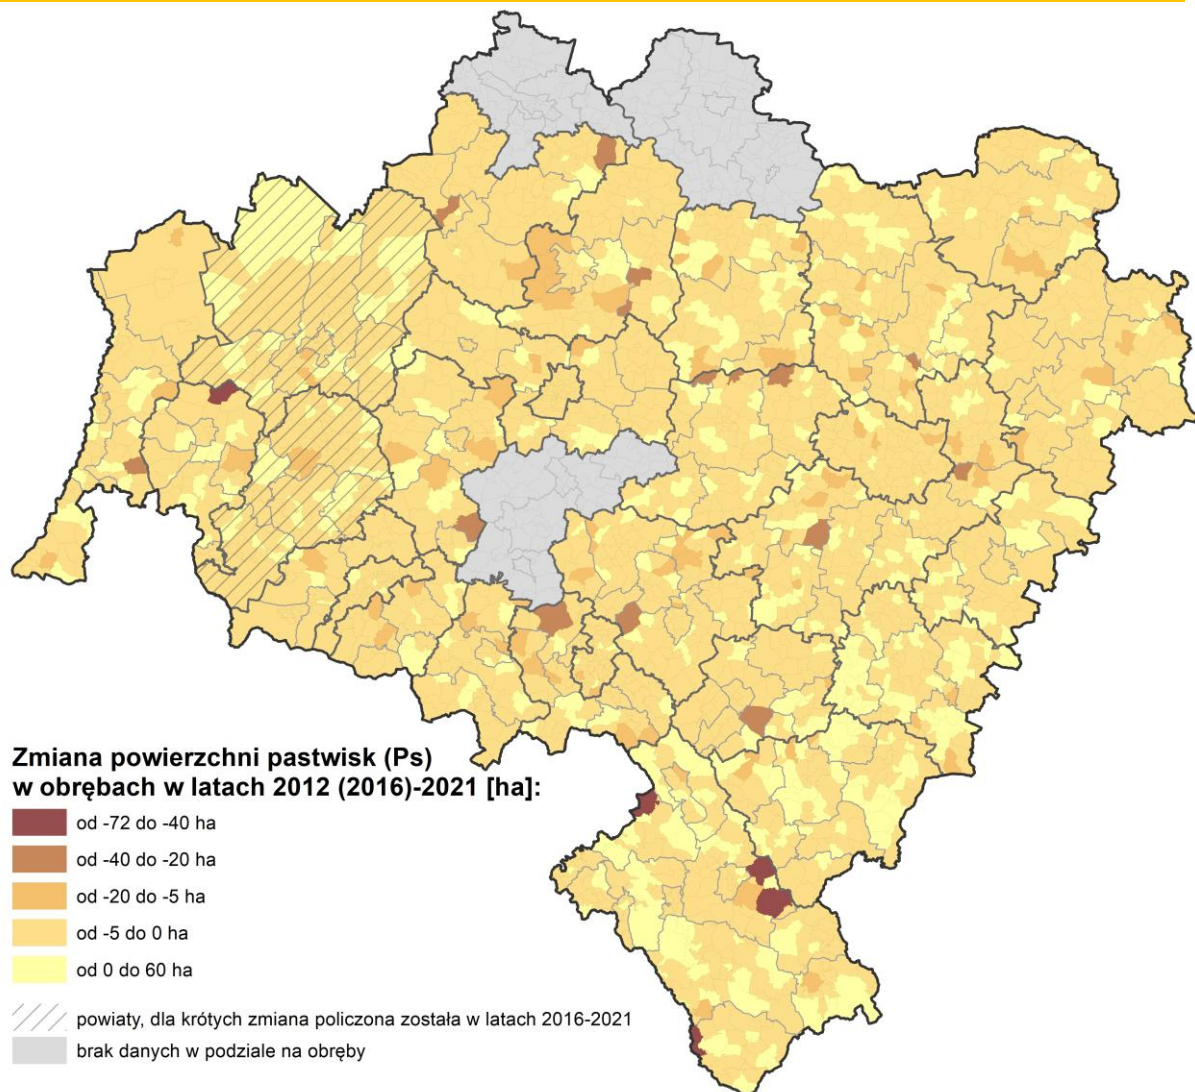 Zmiana powierzchni pastwisk (Ps)
w obrębach w latach 2012 (2016)-2021 [ha]:
od -72 do -40 ha
od -40 do -20 ha
od -20 do -5 ha
od -5 do 0 ha
od 0 do 60 ha
powiaty, dla krótych zmiana policzona została w latach 2016-2021
brak danych w podziale na obręby